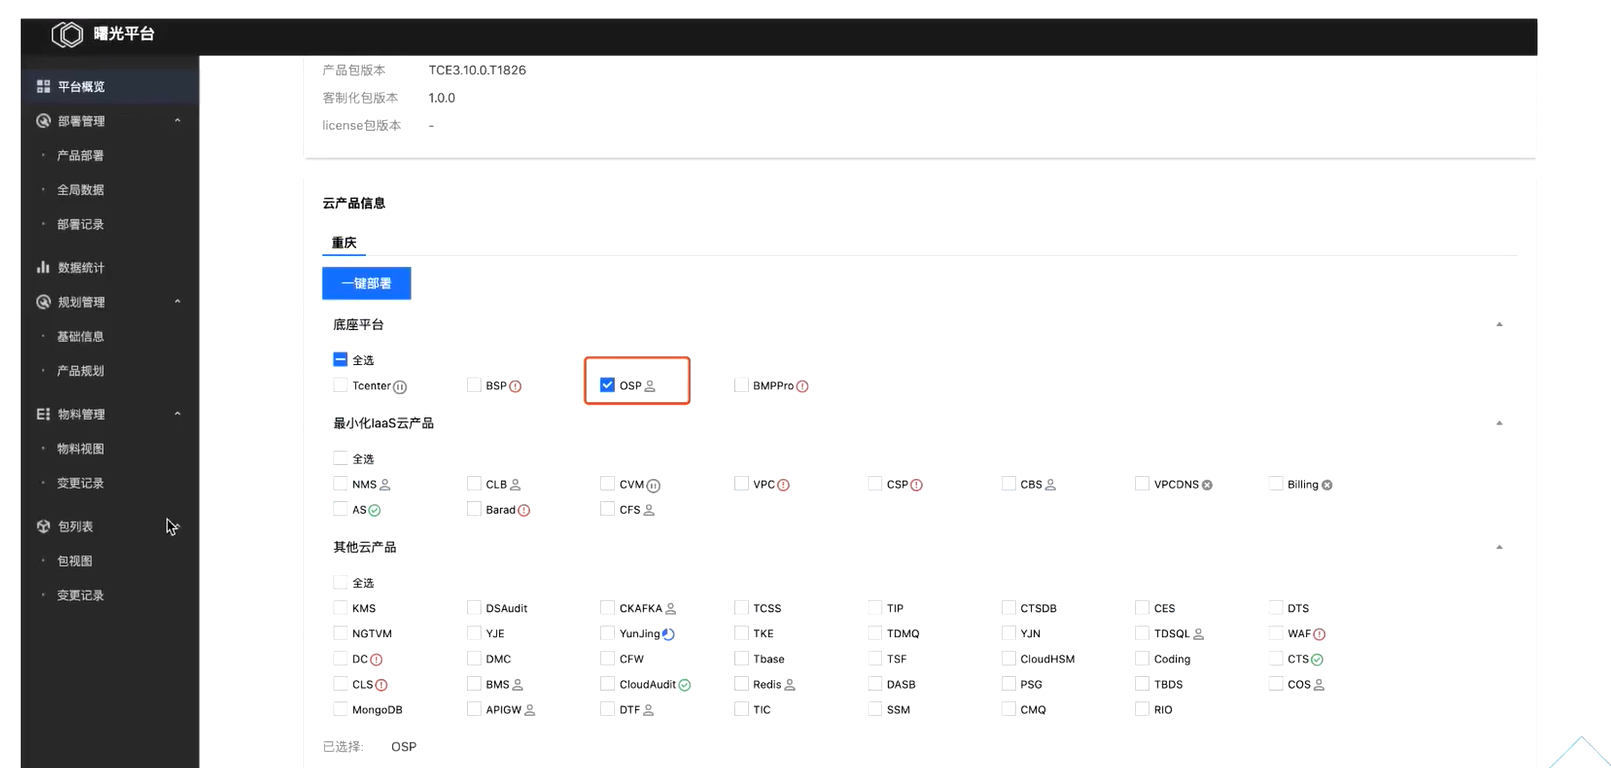 曙光平台
平台概览
部署管理
产品部署
全局数据
部署记录
数据统计
规划管理
基础信息
产品规划
物料管理
物料视图
变更记录
包列表
包视图
变更记录
产品包版本 TCE3.10.0.T1826
客制化包版本 1.0.0
license包版本 -
云产品信息
重庆
一键部署
底座平台
全选
Tcenter BSP OSP BMPPro
最小化IaaS云产品
全选
NMS CLB CVM VPC CSP CBS VPCDNS Billing
AS Barad CFS
其他云产品
全选
KMS DSAudit CKAFKA TCSS TIP CTSDB CES DTS
NGTVM YJE YunJing TKE TDMQ YJN TDSQL WAF
DC DMC CFW Tbase TSF CloudHSM Coding CTS
CLS BMS CloudAudit Redis DASB PSG TBDS COS
MongoDB APIGW DTF TIC SSM CMQ RIO
已选择: OSP